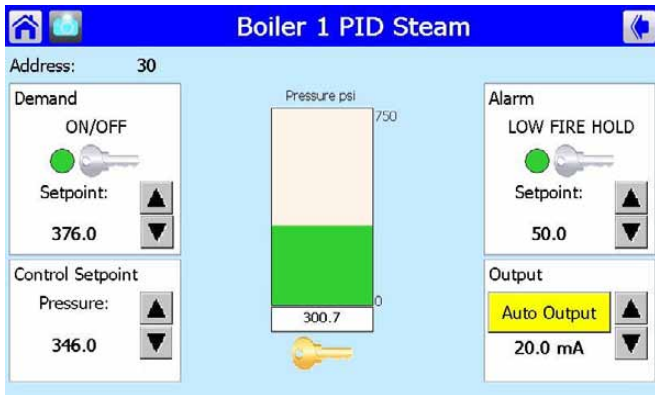 Boiler 1 PID Steam
Address: 30
Demand
ON/OFF
Setpoint:
376.0
Control Setpoint
Pressure:
346.0
Pressure psi
750
0
300.7
Alarm
LOW FIRE HOLD
Setpoint:
50.0
Output
Auto Output
20.0 mA